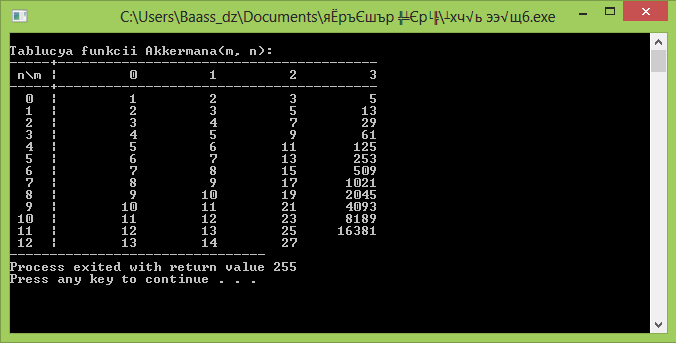 C:\Users\Baass_dz\Documents\яЁръЄшър ╬╩Єр└╠\┴хч√ь ээ√щ6.exe
Tablucya funkcii Akkermana(m, n):
-----+----------------------------------------
n\m ¦ 0 1 2 3
-----+----------------------------------------
0 ¦ 1 2 3 5
1 ¦ 2 3 5 13
2 ¦ 3 4 7 29
3 ¦ 4 5 9 61
4 ¦ 5 6 11 125
5 ¦ 6 7 13 253
6 ¦ 7 8 15 509
7 ¦ 8 9 17 1021
8 ¦ 9 10 19 2045
9 ¦ 10 11 21 4093
10 ¦ 11 12 23 8189
11 ¦ 12 13 25 16381
12 ¦ 13 14 27
--------------------------------
Process exited with return value 255
Press any key to continue . . .